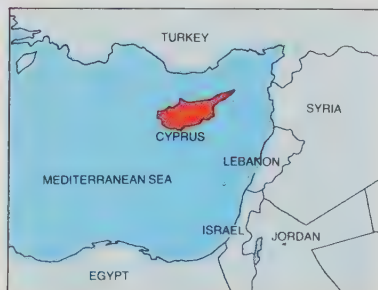 TURKEY
SYRIA
CYPRUS
LEBANON
MEDITERRANEAN SEA
ISRAEL
JORDAN
EGYPT